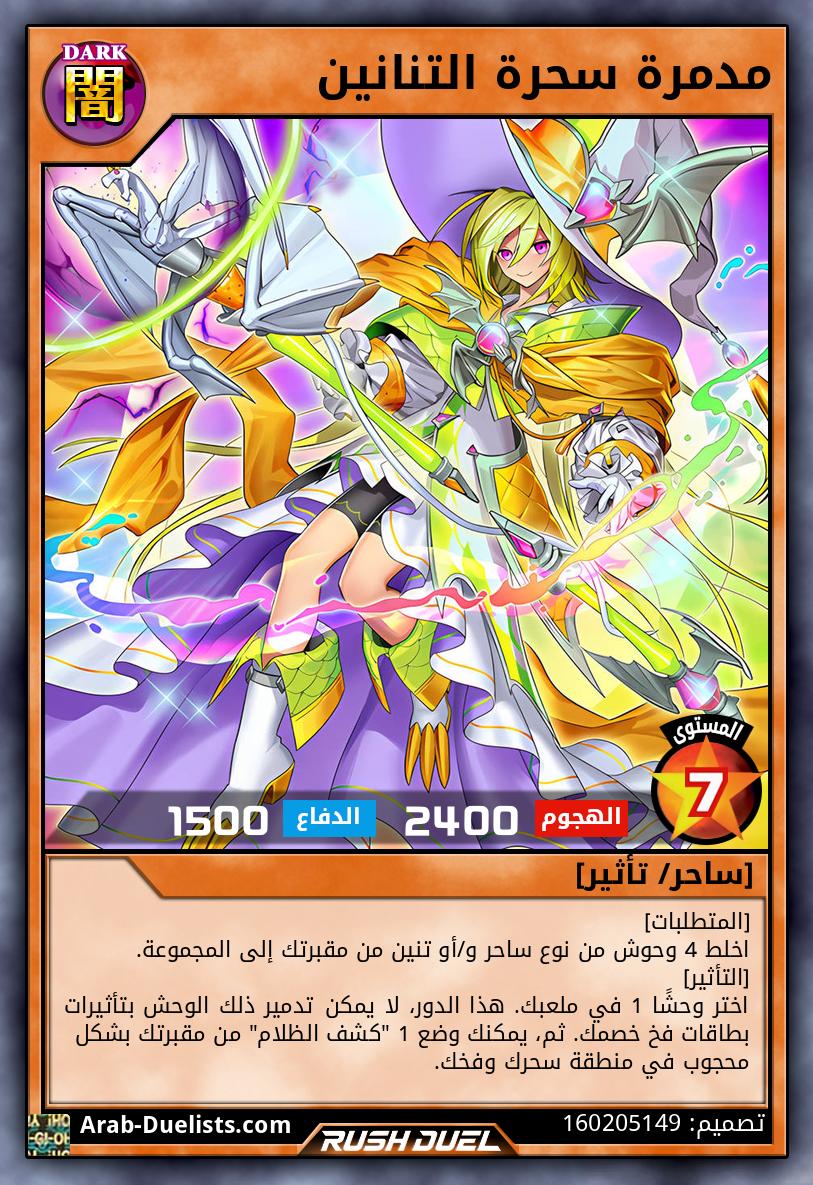 DARK
闇
مدمرة سحرة التنانين
المستوى
7
الهجوم 2400 الدفاع 1500
[ساحر/ تأثير]
[المتطلبات]
اخلط 4 وحوش من نوع ساحر و/أو تنين من مقبرتك إلى المجموعة.
[التأثير]
اختر وحشًا 1 في ملعبك. هذا الدور، لا يمكن تدمير ذلك الوحش بتأثيرات
بطاقات فخ خصمك. ثم، يمكنك وضع 1 "كشف الظلام" من مقبرتك بشكل
محجوب في منطقة سحرك وفخك.
تصميم: 160205149
RUSH DUEL
Arab-Duelists.com